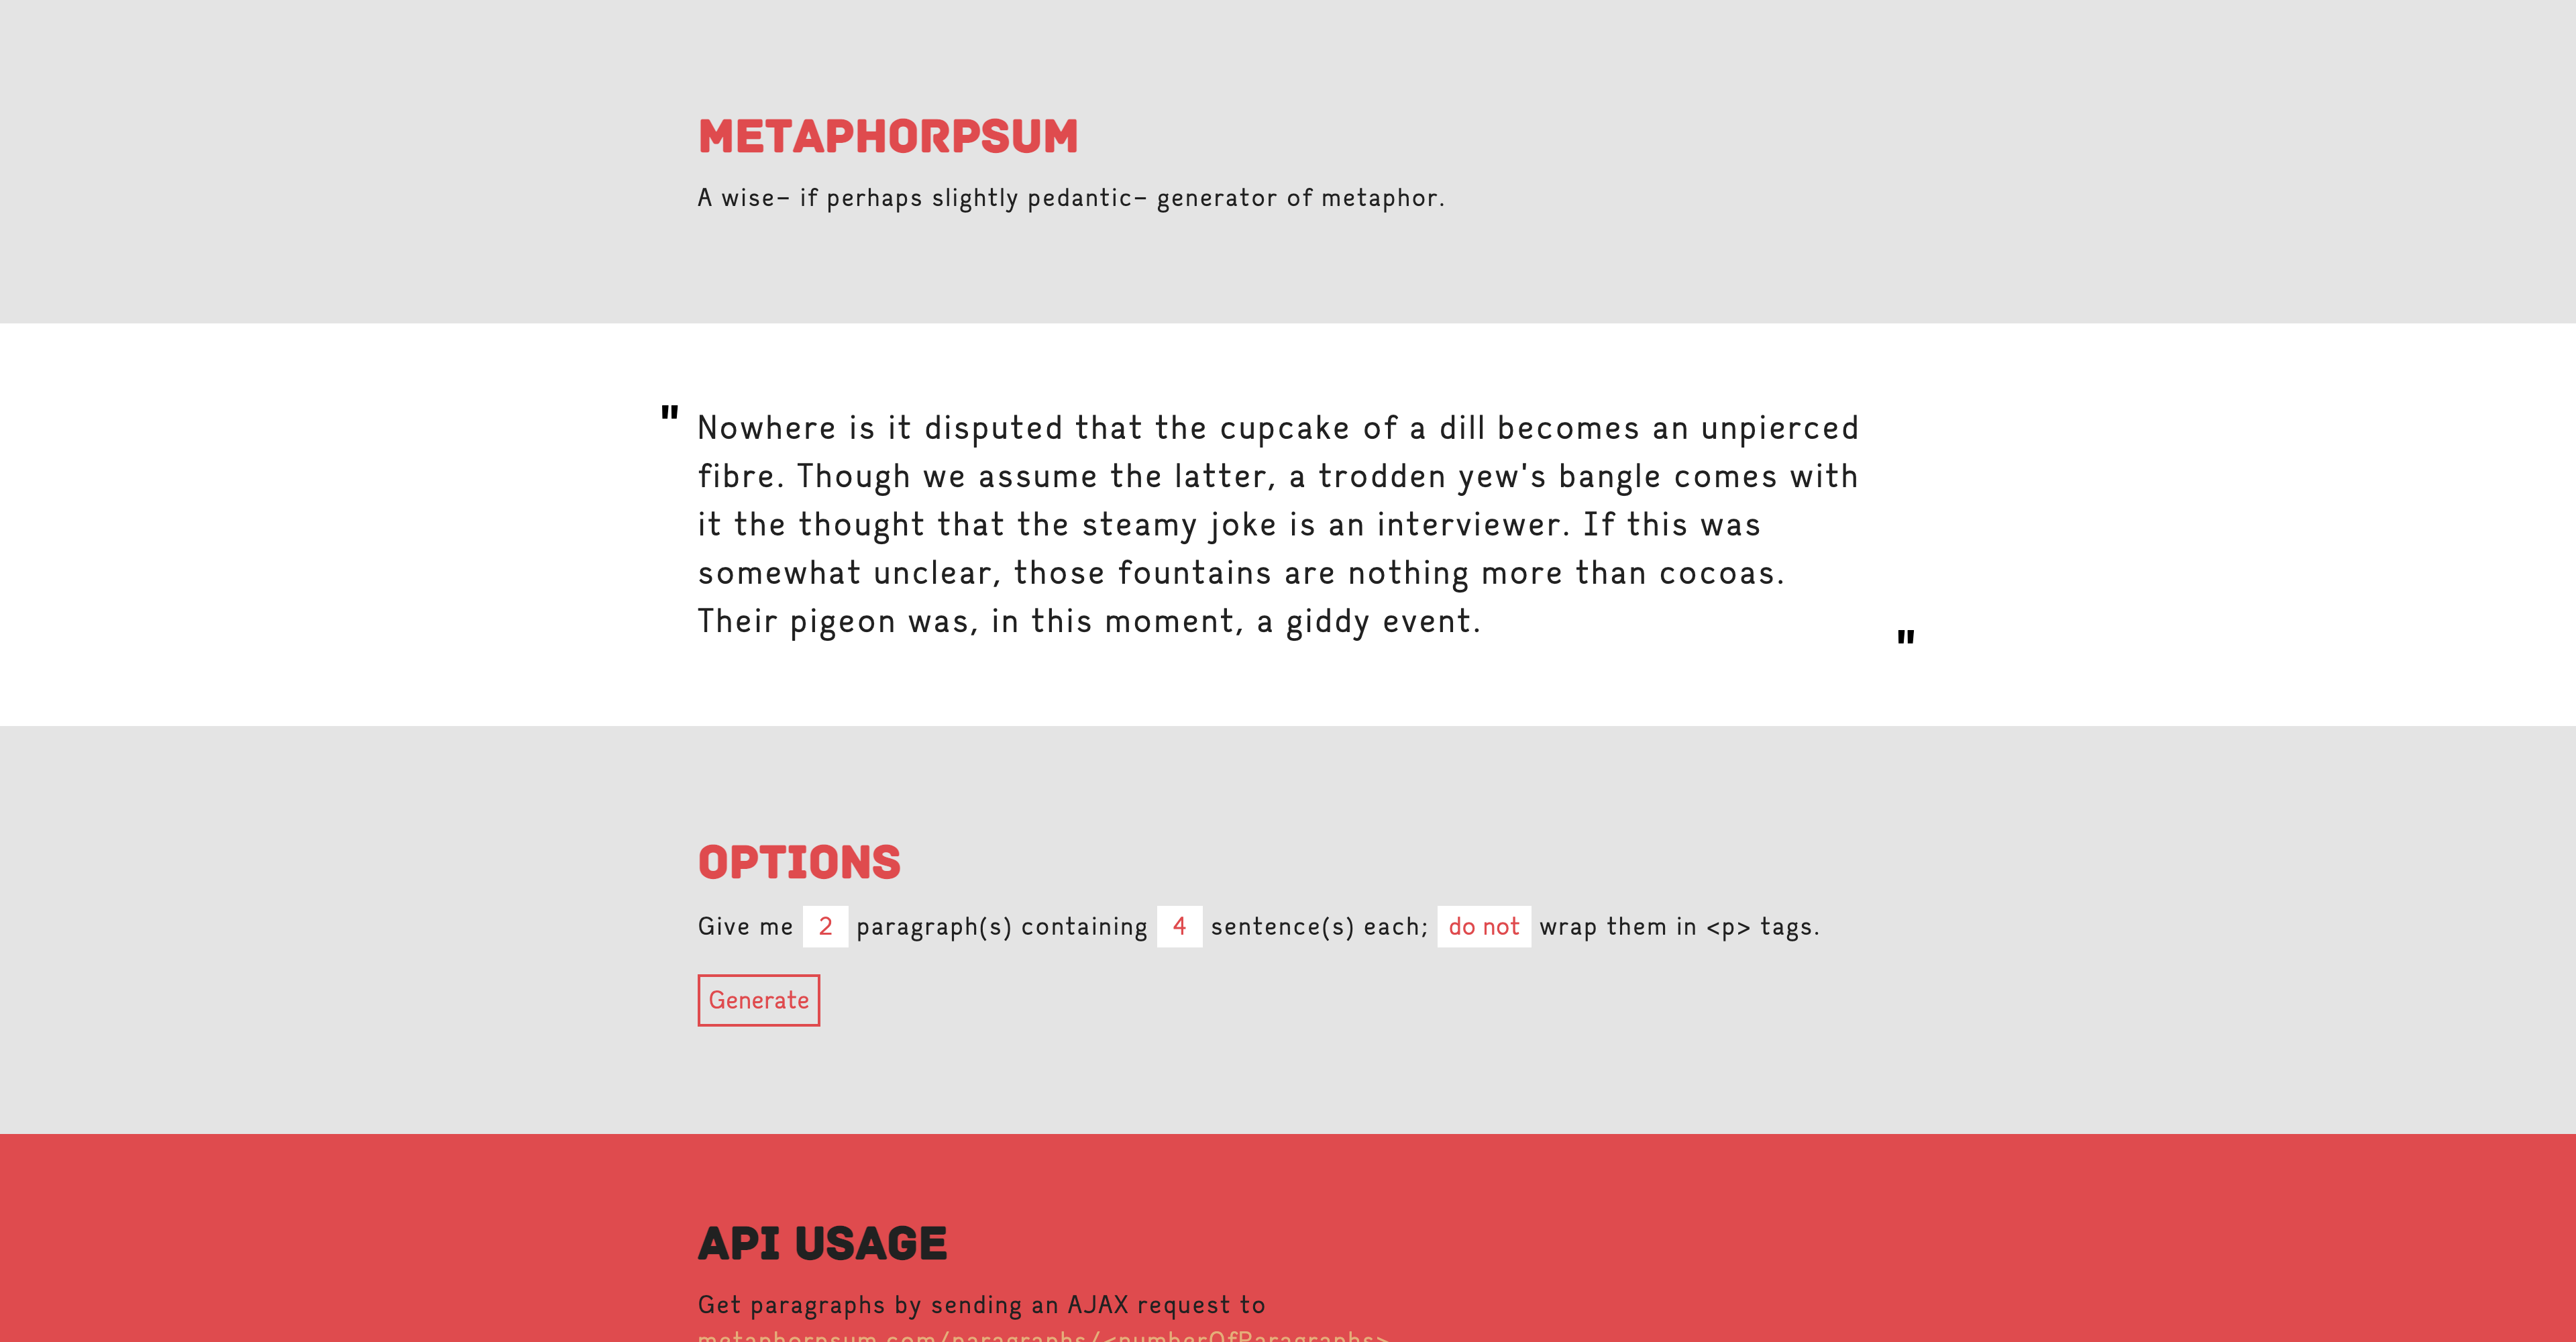 METAPHORPSUM
A wise– if perhaps slightly pedantic– generator of metaphor.
" Nowhere is it disputed that the cupcake of a dill becomes an unpierced
fibre. Though we assume the latter, a trodden yew's bangle comes with
it the thought that the steamy joke is an interviewer. If this was
somewhat unclear, those fountains are nothing more than cocoas.
Their pigeon was, in this moment, a giddy event. "
OPTIONS
Give me 2 paragraph(s) containing 4 sentence(s) each; do not wrap them in <p> tags.
Generate
API USAGE
Get paragraphs by sending an AJAX request to
metaphorpsum.com/paragraphs/<numberOfParagraphs>